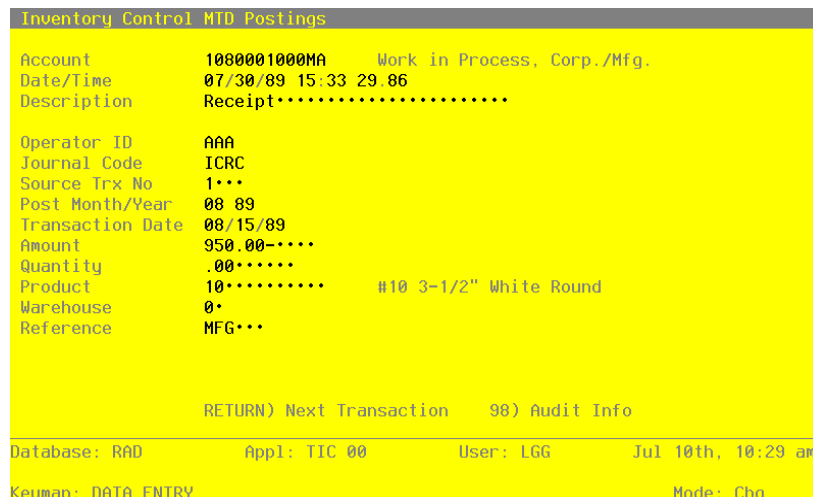 Inventory Control MTD Postings
Account 1080001000MA Work in Process, Corp./Mfg.
Date/Time 07/30/89 15:33 29.86
Description Receipt•••••••••••••••••••••••
Operator ID AAA
Journal Code ICRC
Source Trx No 1•••
Post Month/Year 08 89
Transaction Date 08/15/89
Amount 950.00-••••
Quantity .00••••••
Product 10•••••••••• #10 3-1/2" White Round
Warehouse 0•
Reference MFG•••
RETURN) Next Transaction 98) Audit Info
Database: RAD Appl: TIC 00 User: LGG Jul 10th, 10:29 am
Keymap: DATA ENTRY Mode: Chg